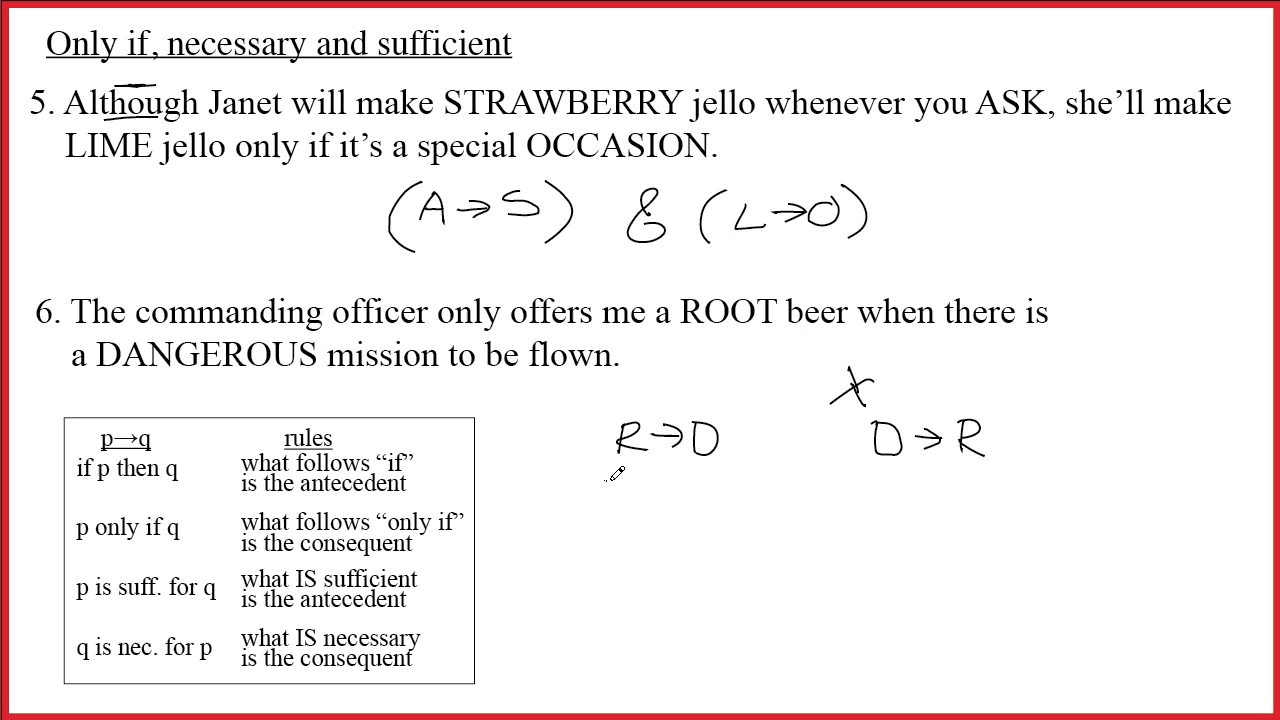 Only if, necessary and sufficient
5. Although Janet will make STRAWBERRY jello whenever you ASK, she’ll make
LIME jello only if it’s a special OCCASION.
(A→S) & (L→O)
6. The commanding officer only offers me a ROOT beer when there is
a DANGEROUS mission to be flown.
R→D X D→R
p→q rules
if p then q what follows “if”
is the antecedent
p only if q what follows “only if”
is the consequent
p is suff. for q what IS sufficient
is the antecedent
q is nec. for p what IS necessary
is the consequent